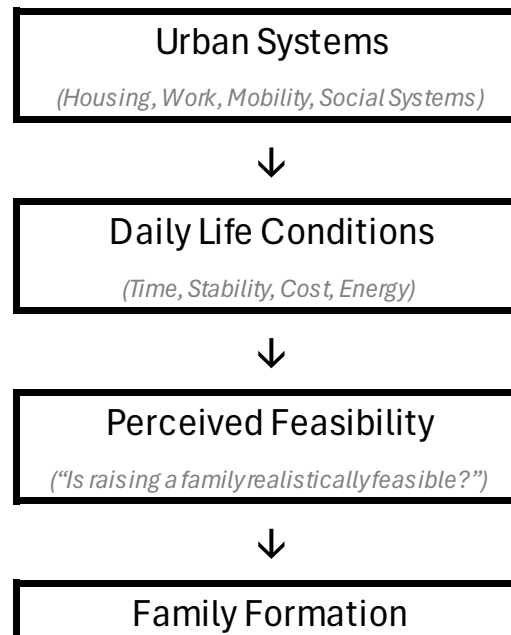 Urban Systems
(Housing, Work, Mobility, Social Systems)
↓
Daily Life Conditions
(Time, Stability, Cost, Energy)
↓
Perceived Feasibility
(“Is raising a family realistically feasible?”)
↓
Family Formation